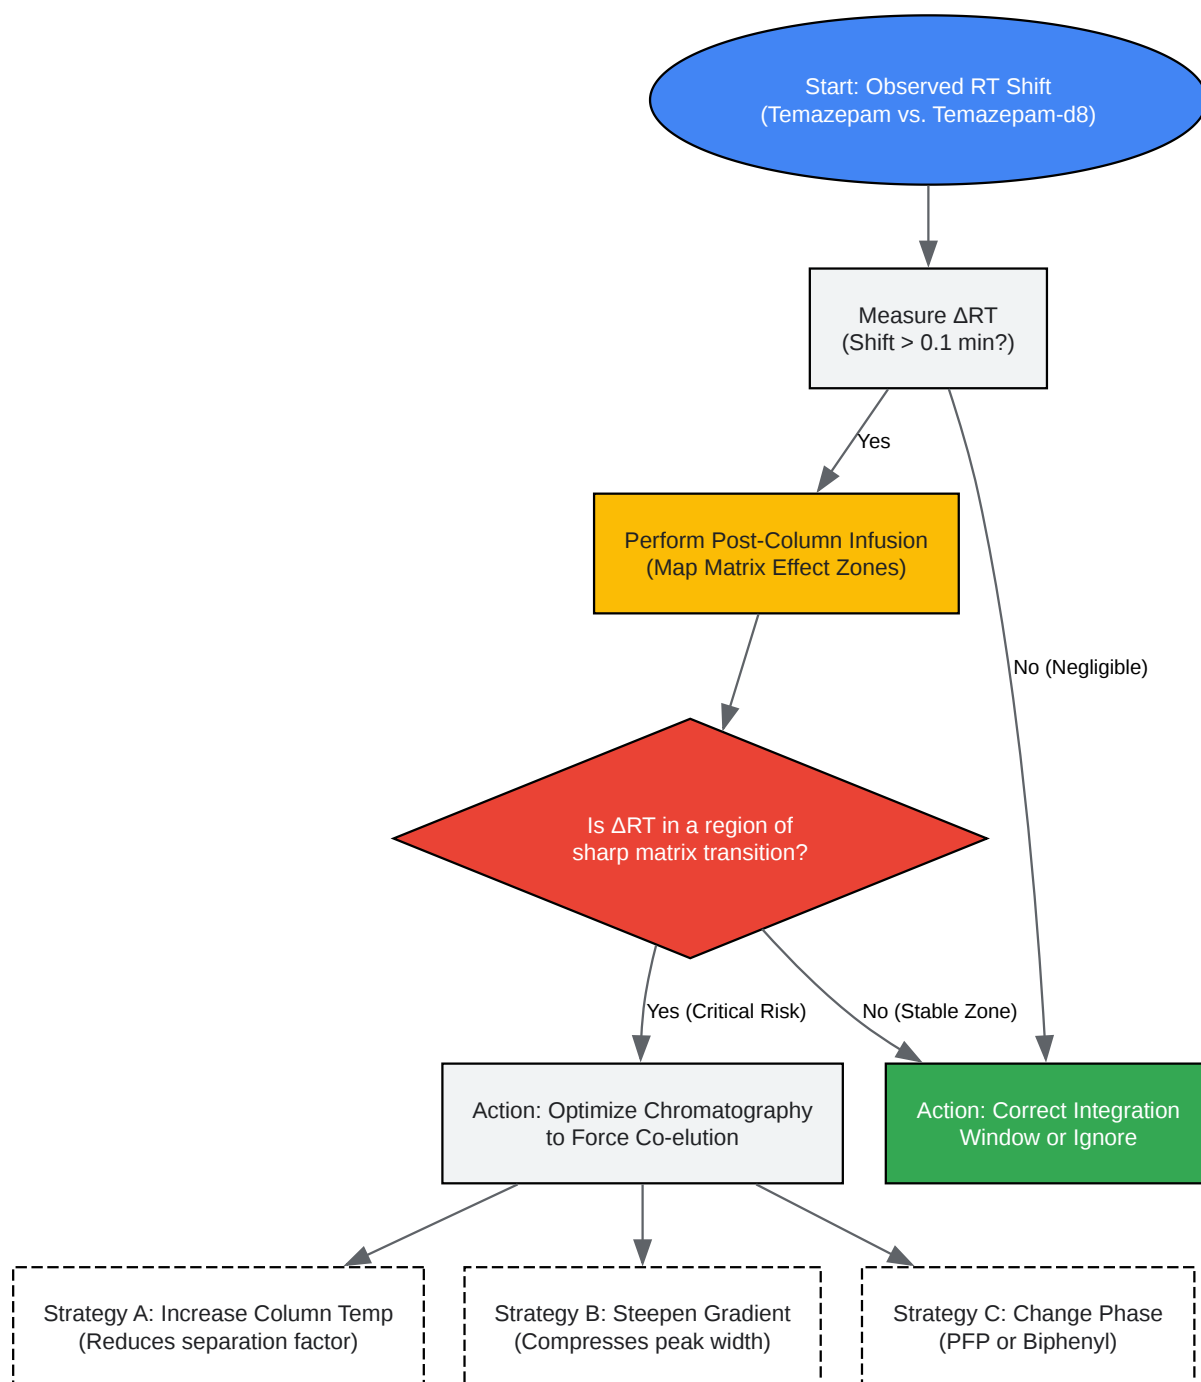 Start: Observed RT Shift
(Temazepam vs. Temazepam-d8)
Measure ΔRT
(Shift > 0.1 min?)
Yes
Perform Post-Column Infusion
(Map Matrix Effect Zones)
No (Negligible)
Is ΔRT in a region of
sharp matrix transition?
Yes (Critical Risk)
No (Stable Zone)
Action: Optimize Chromatography
to Force Co-elution
Action: Correct Integration
Window or Ignore
Strategy A: Increase Column Temp
(Reduces separation factor)
Strategy B: Steepen Gradient
(Compresses peak width)
Strategy C: Change Phase
(PFP or Biphenyl)